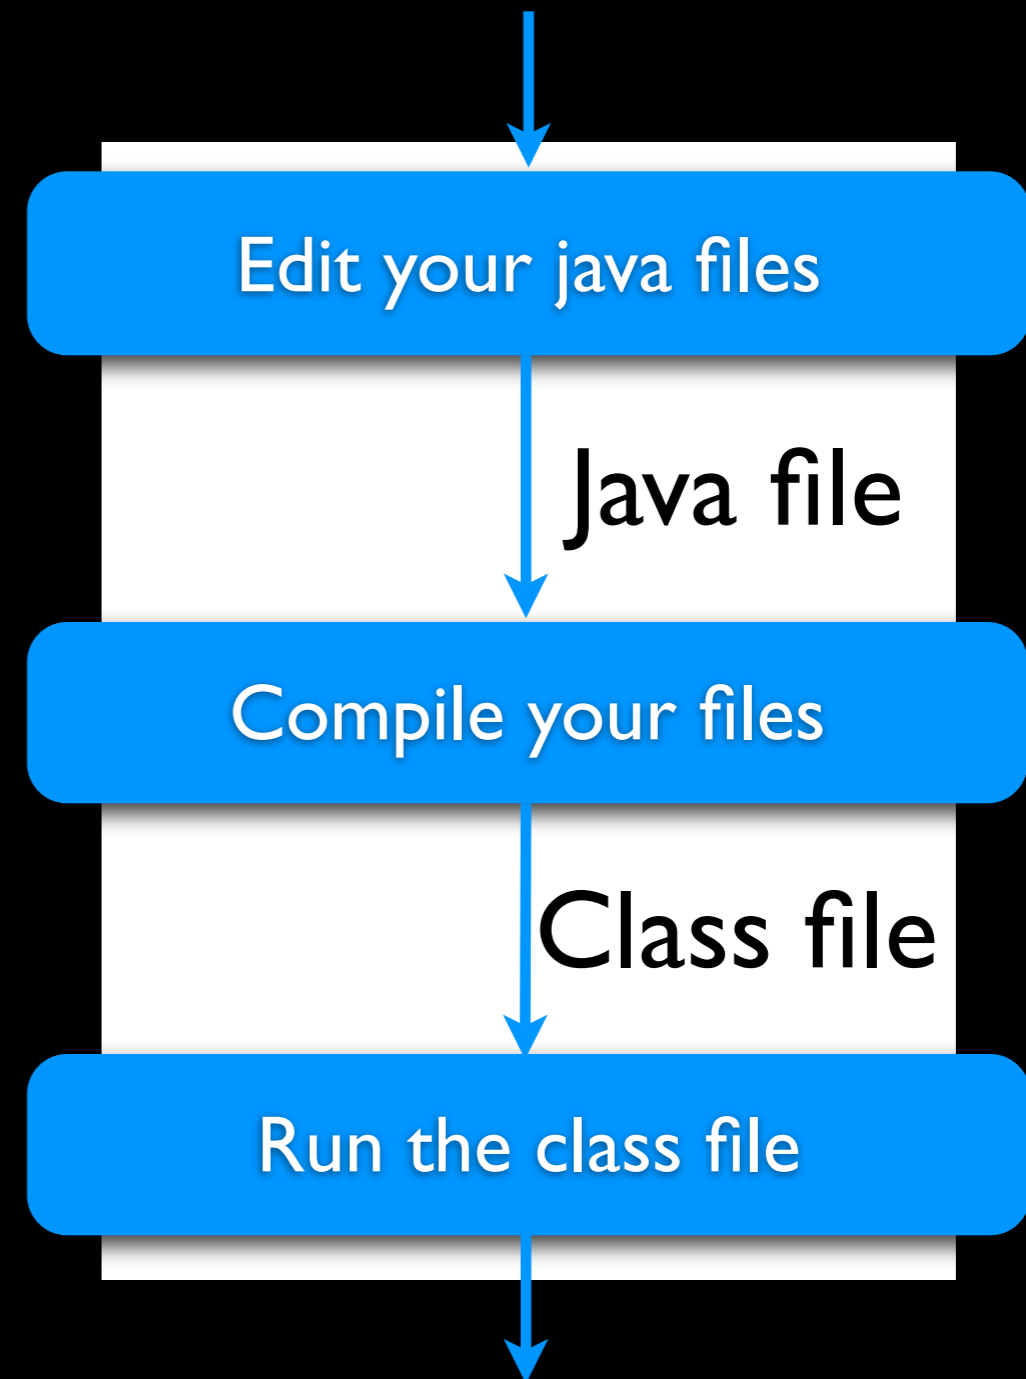 Edit your java files
Java file
Compile your files
Class file
Run the class file